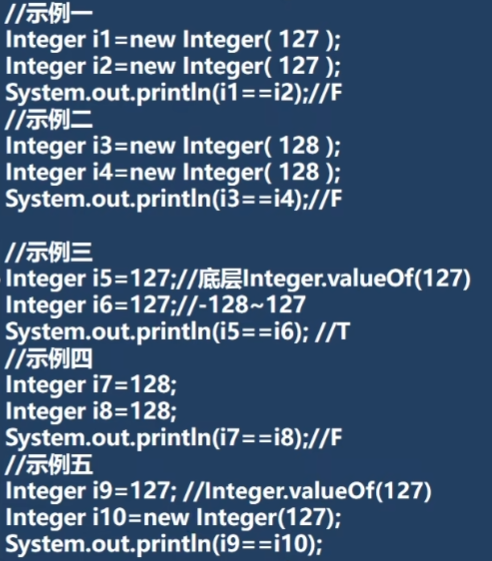 //示例一
Integer i1=new Integer( 127 );
Integer i2=new Integer( 127 );
System.out.println(i1==i2);//F
//示例二
Integer i3=new Integer( 128 );
Integer i4=new Integer( 128 );
System.out.println(i3==i4);//F
//示例三
Integer i5=127;//底层Integer.valueOf(127)
Integer i6=127;//-128~127
System.out.println(i5==i6); //T
//示例四
Integer i7=128;
Integer i8=128;
System.out.println(i7==i8);//F
//示例五
Integer i9=127; //Integer.valueOf(127)
Integer i10=new Integer(127);
System.out.println(i9==i10);